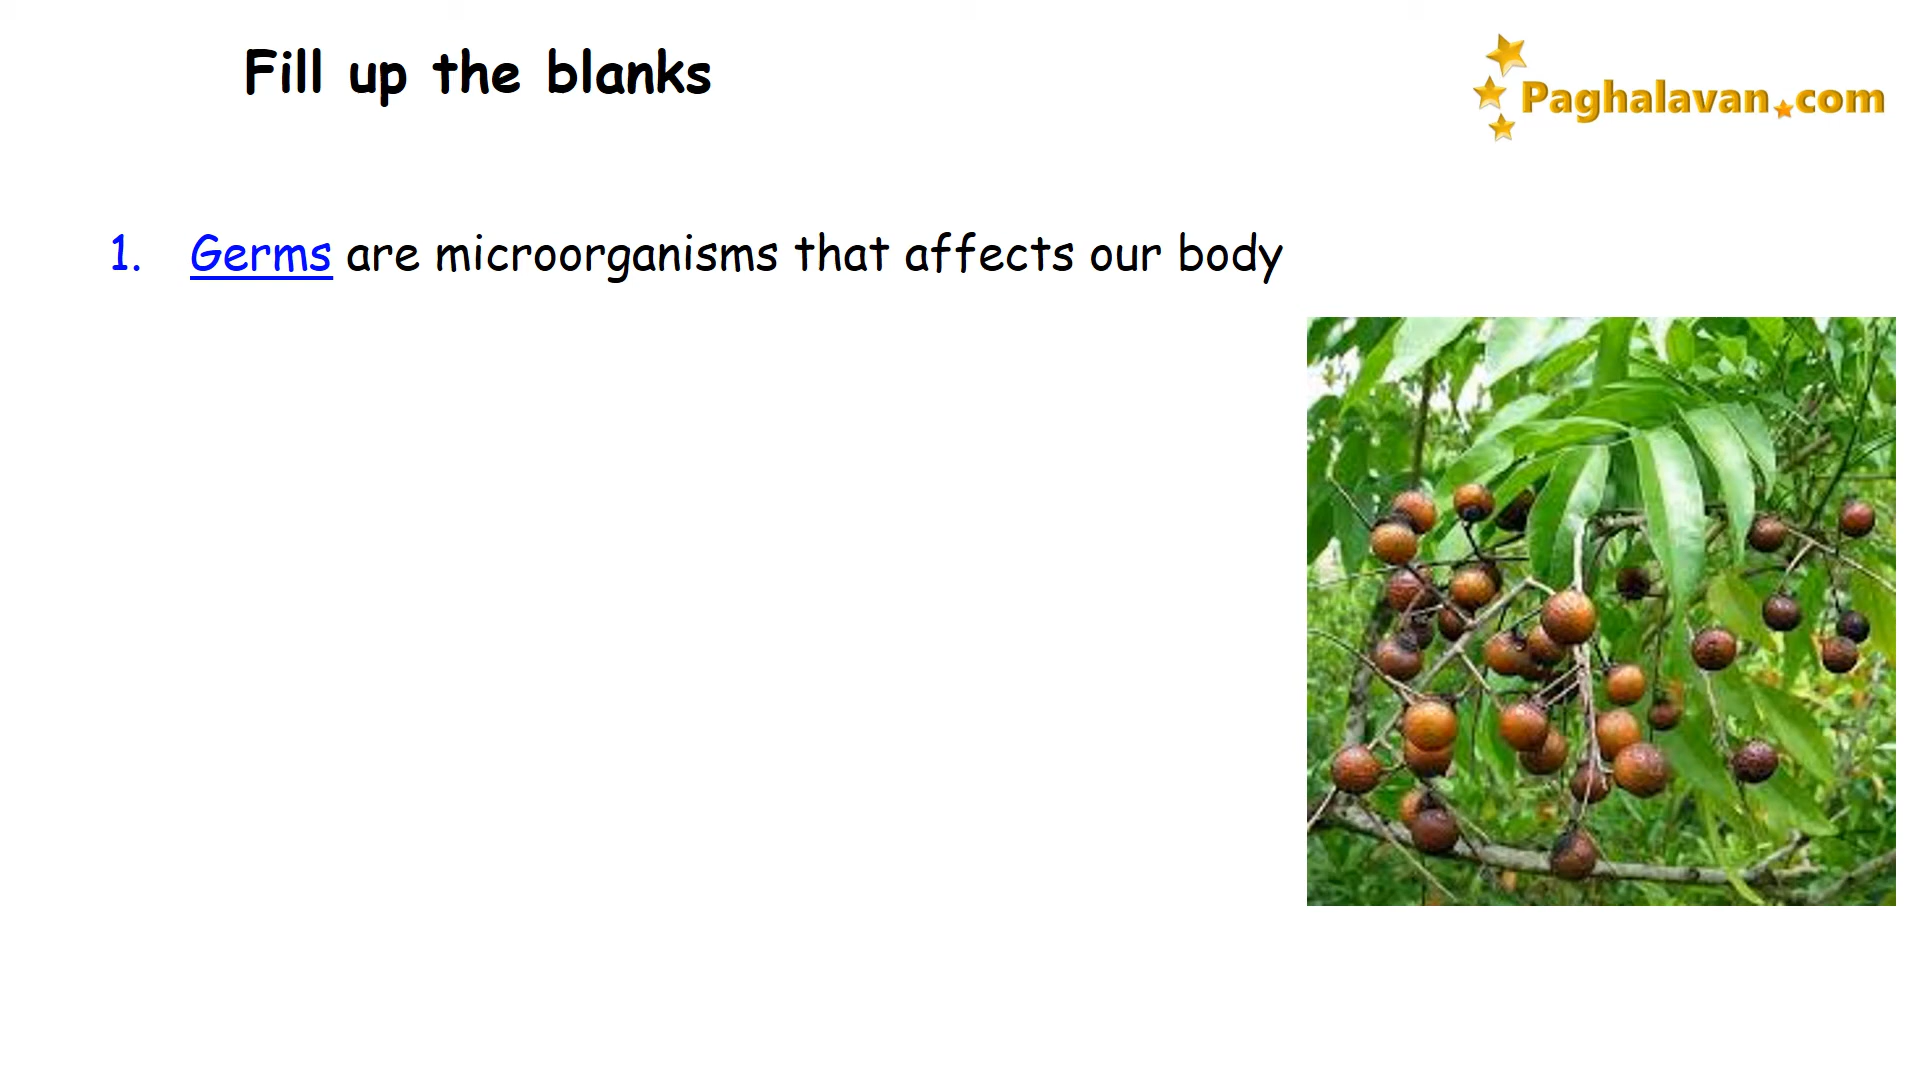 Fill up the blanks
Paghalavan.com
1. Germs are microorganisms that affects our body